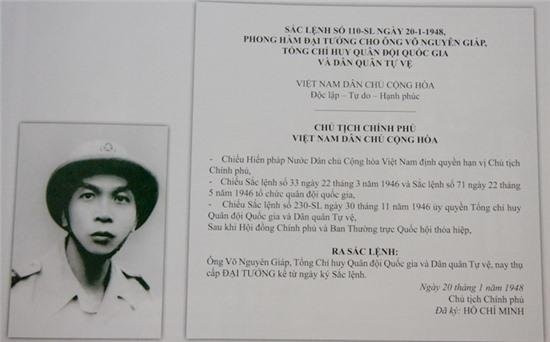 SẮC LỆNH SỐ 110-SL NGÀY 20-1-1948,
PHONG HÀM ĐẠI TƯỚNG CHO ÔNG VÕ NGUYÊN GIÁP,
TỔNG CHỈ HUY QUÂN ĐỘI QUỐC GIA
VÀ DÂN QUÂN TỰ VỆ
VIỆT NAM DÂN CHỦ CỘNG HÒA
Độc lập – Tự do – Hạnh phúc
CHỦ TỊCH CHÍNH PHỦ
VIỆT NAM DÂN CHỦ CỘNG HÒA
- Chiếu Hiến pháp Nước Dân chủ Cộng hòa Việt Nam định quyền hạn vị Chủ tịch
Chính phủ,
- Chiếu Sắc lệnh số 33 ngày 22 tháng 3 năm 1946 và Sắc lệnh số 71 ngày 22 tháng
5 năm 1946 tổ chức quân đội quốc gia,
- Chiếu Sắc lệnh số 230-SL ngày 30 tháng 11 năm 1946 ủy quyền Tổng chỉ huy
Quân đội Quốc gia và Dân quân Tự vệ,
Sau khi Hội đồng Chính phủ và Ban Thường trực Quốc hội thỏa hiệp,
RA SẮC LỆNH:
Ông Võ Nguyên Giáp, Tổng Chỉ huy Quân đội Quốc gia và Dân quân Tự vệ, nay thụ
cấp ĐẠI TƯỚNG kể từ ngày ký Sắc lệnh.
Ngày 20 tháng 1 năm 1948
Chủ tịch Chính phủ
Đã ký: HỒ CHÍ MINH